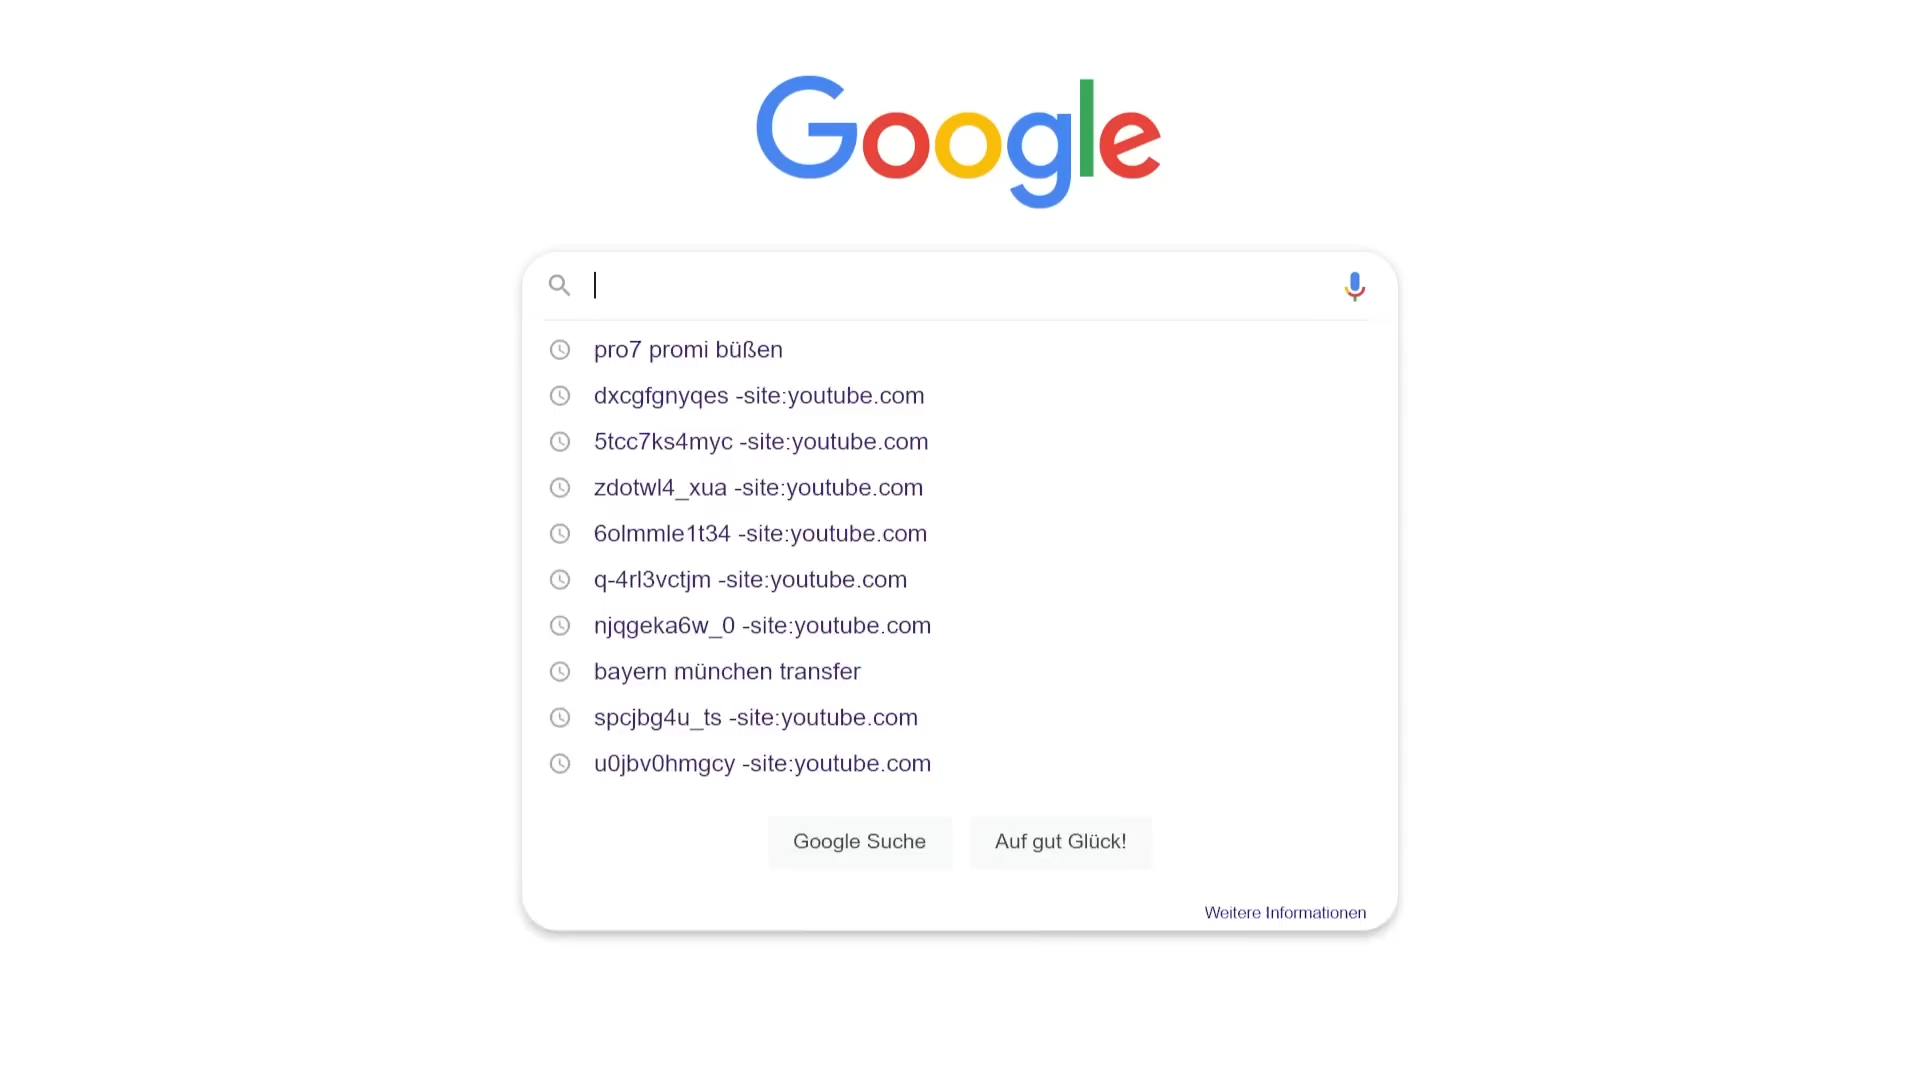 Google
pro7 promi büßen
dxcgfgnyqes -site:youtube.com
5tcc7ks4myc -site:youtube.com
zdotwl4_xua -site:youtube.com
6olmmle1t34 -site:youtube.com
q-4rl3vctjm -site:youtube.com
njqgeka6w_0 -site:youtube.com
bayern münchen transfer
spcjbg4u_ts -site:youtube.com
u0jbv0hmgcy -site:youtube.com
Google Suche
Auf gut Glück!
Weitere Informationen